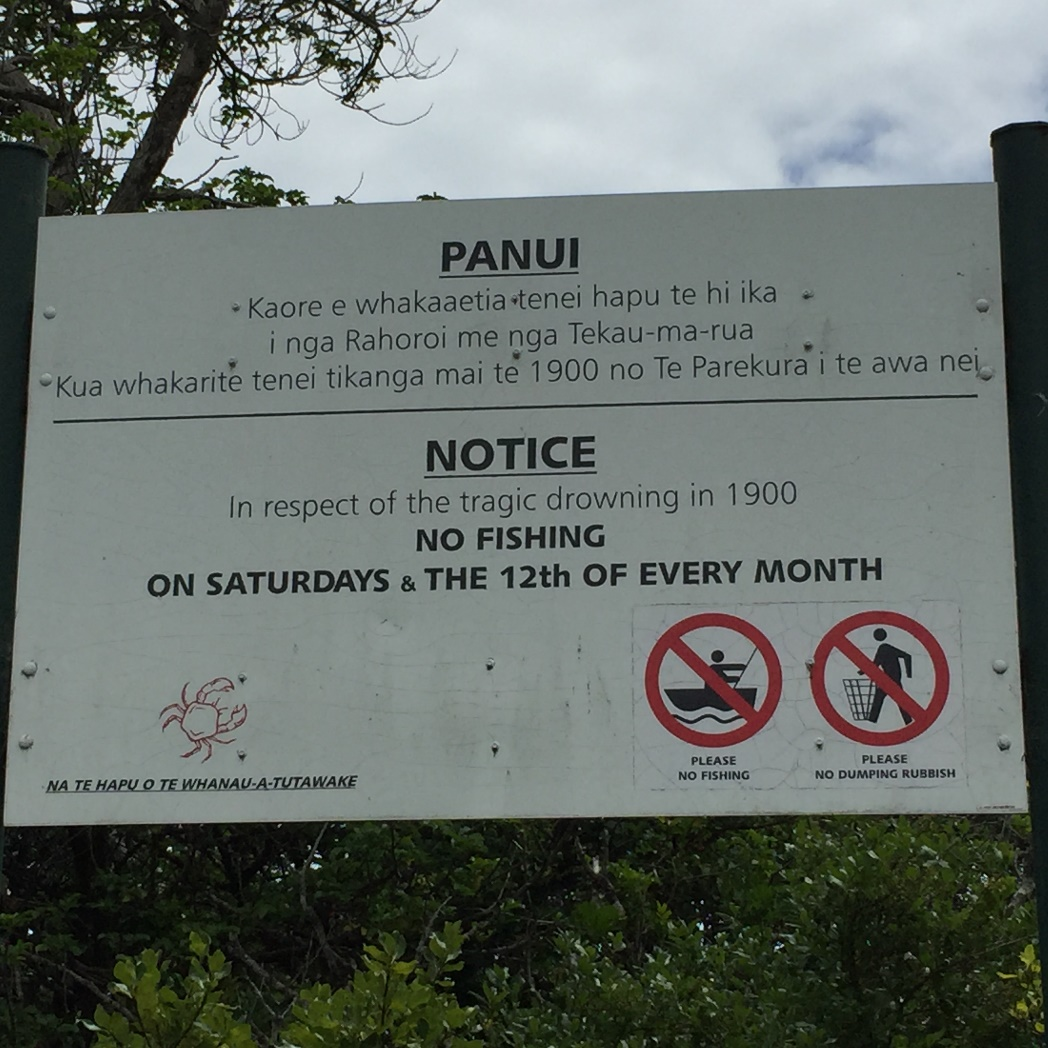 PANUI
Kaore e whakaaetia tenei hapu te hi ika
i nga Rahoroi me nga Tekau-ma-rua
Kua whakarite tenei tikanga mai te 1900 no Te Parekura i te awa nei
NOTICE
In respect of the tragic drowning in 1900
NO FISHING
ON SATURDAYS & THE 12th OF EVERY MONTH
PLEASE
NO FISHING
PLEASE
NO DUMPING RUBBISH
NA TE HAPU O TE WHANAU-A-TUTAWAKE